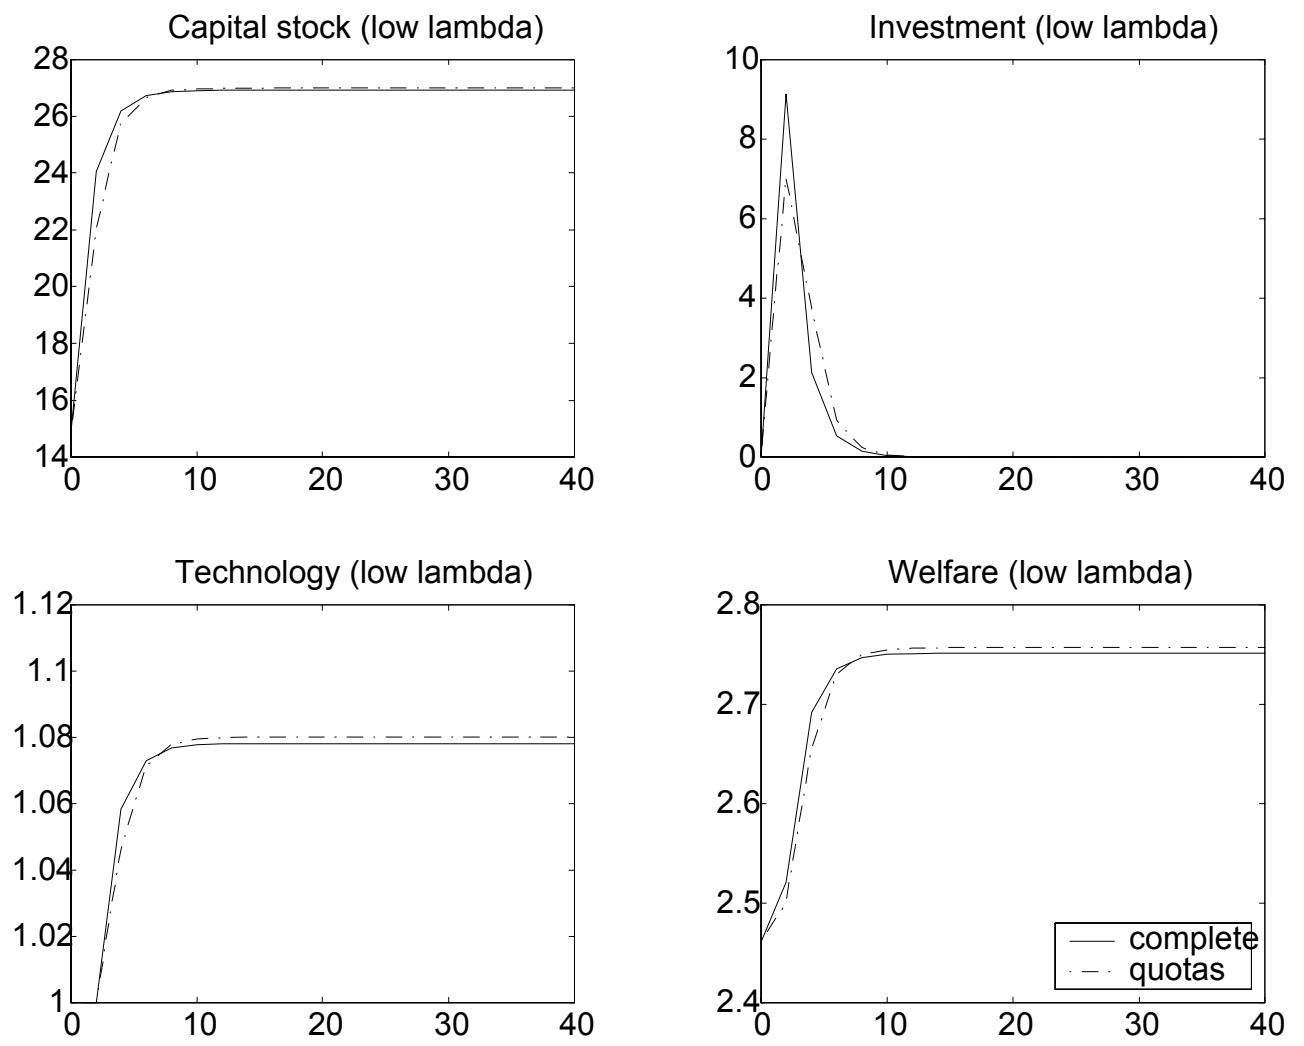 Capital stock (low lambda)
28
26
24
22
20
18
16
14
0 10 20 30 40
Investment (low lambda)
10
8
6
4
2
0
0 10 20 30 40
Technology (low lambda)
1.12
1.1
1.08
1.06
1.04
1.02
1
0 10 20 30 40
Welfare (low lambda)
2.8
2.7
2.6
2.5
2.4
0 10 20 30 40
complete
quotas